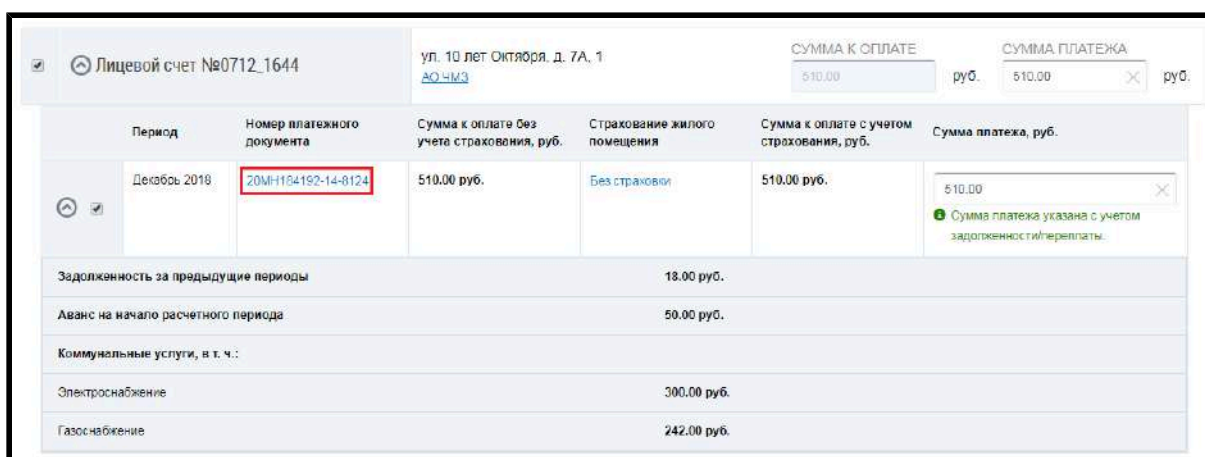 Лицевой счет №0712_1644
ул. 10 лет Октября, д. 7А, 1
АО ЧМЗ
СУММА К ОПЛАТЕ
510.00 руб.
СУММА ПЛАТЕЖА
510.00 руб.
Период
Номер платежного
документа
Сумма к оплате без
учета страхования, руб.
Страхование жилого
помещения
Сумма к оплате с учетом
страхования, руб.
Сумма платежа, руб.
Декабрь 2018
20МН184192-14-8124
510.00 руб.
Без страховки
510.00 руб.
510.00
Сумма платежа указана с учетом
задолженности/переплаты.
Задолженность за предыдущие периоды 18.00 руб.
Аванс на начало расчетного периода 50.00 руб.
Коммунальные услуги, в т. ч.:
Электроснабжение 300.00 руб.
Газоснабжение 242.00 руб.